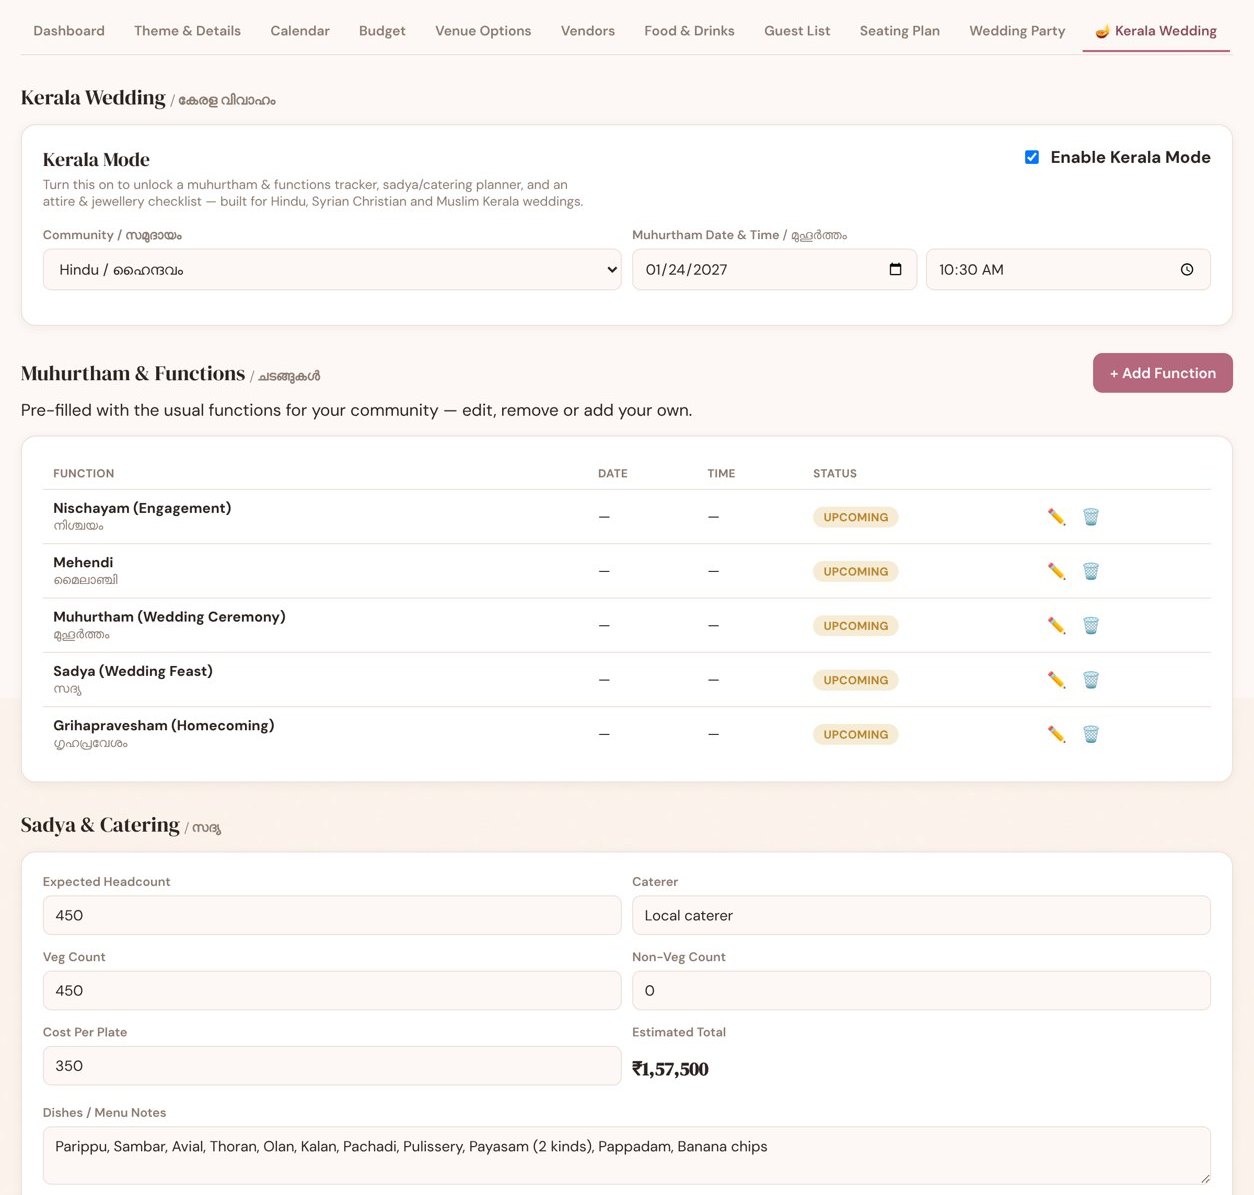 Dashboard Theme & Details Calendar Budget Venue Options Vendors Food & Drinks Guest List Seating Plan Wedding Party 🪔 Kerala Wedding
Kerala Wedding / കേരള വിവാഹം
Kerala Mode
Enable Kerala Mode
Turn this on to unlock a muhurtham & functions tracker, sadya/catering planner, and an
attire & jewellery checklist — built for Hindu, Syrian Christian and Muslim Kerala weddings.
Community / സമുദായം
Muhurtham Date & Time / മുഹൂർത്തം
Hindu / ഹൈന്ദവം
01/24/2027
10:30 AM
Muhurtham & Functions / ചടങ്ങുകൾ
+ Add Function
Pre-filled with the usual functions for your community — edit, remove or add your own.
FUNCTION DATE TIME STATUS
Nischayam (Engagement)
നിശ്ചയം
— — UPCOMING
Mehendi
മൈലാഞ്ചി
— — UPCOMING
Muhurtham (Wedding Ceremony)
മുഹൂർത്തം
— — UPCOMING
Sadya (Wedding Feast)
സദ്യ
— — UPCOMING
Grihapravesham (Homecoming)
ഗൃഹപ്രവേശം
— — UPCOMING
Sadya & Catering / സദ്യ
Expected Headcount
Caterer
450
Local caterer
Veg Count
Non-Veg Count
450
0
Cost Per Plate
Estimated Total
350
₹1,57,500
Dishes / Menu Notes
Parippu, Sambar, Avial, Thoran, Olan, Kalan, Pachadi, Pulissery, Payasam (2 kinds), Pappadam, Banana chips